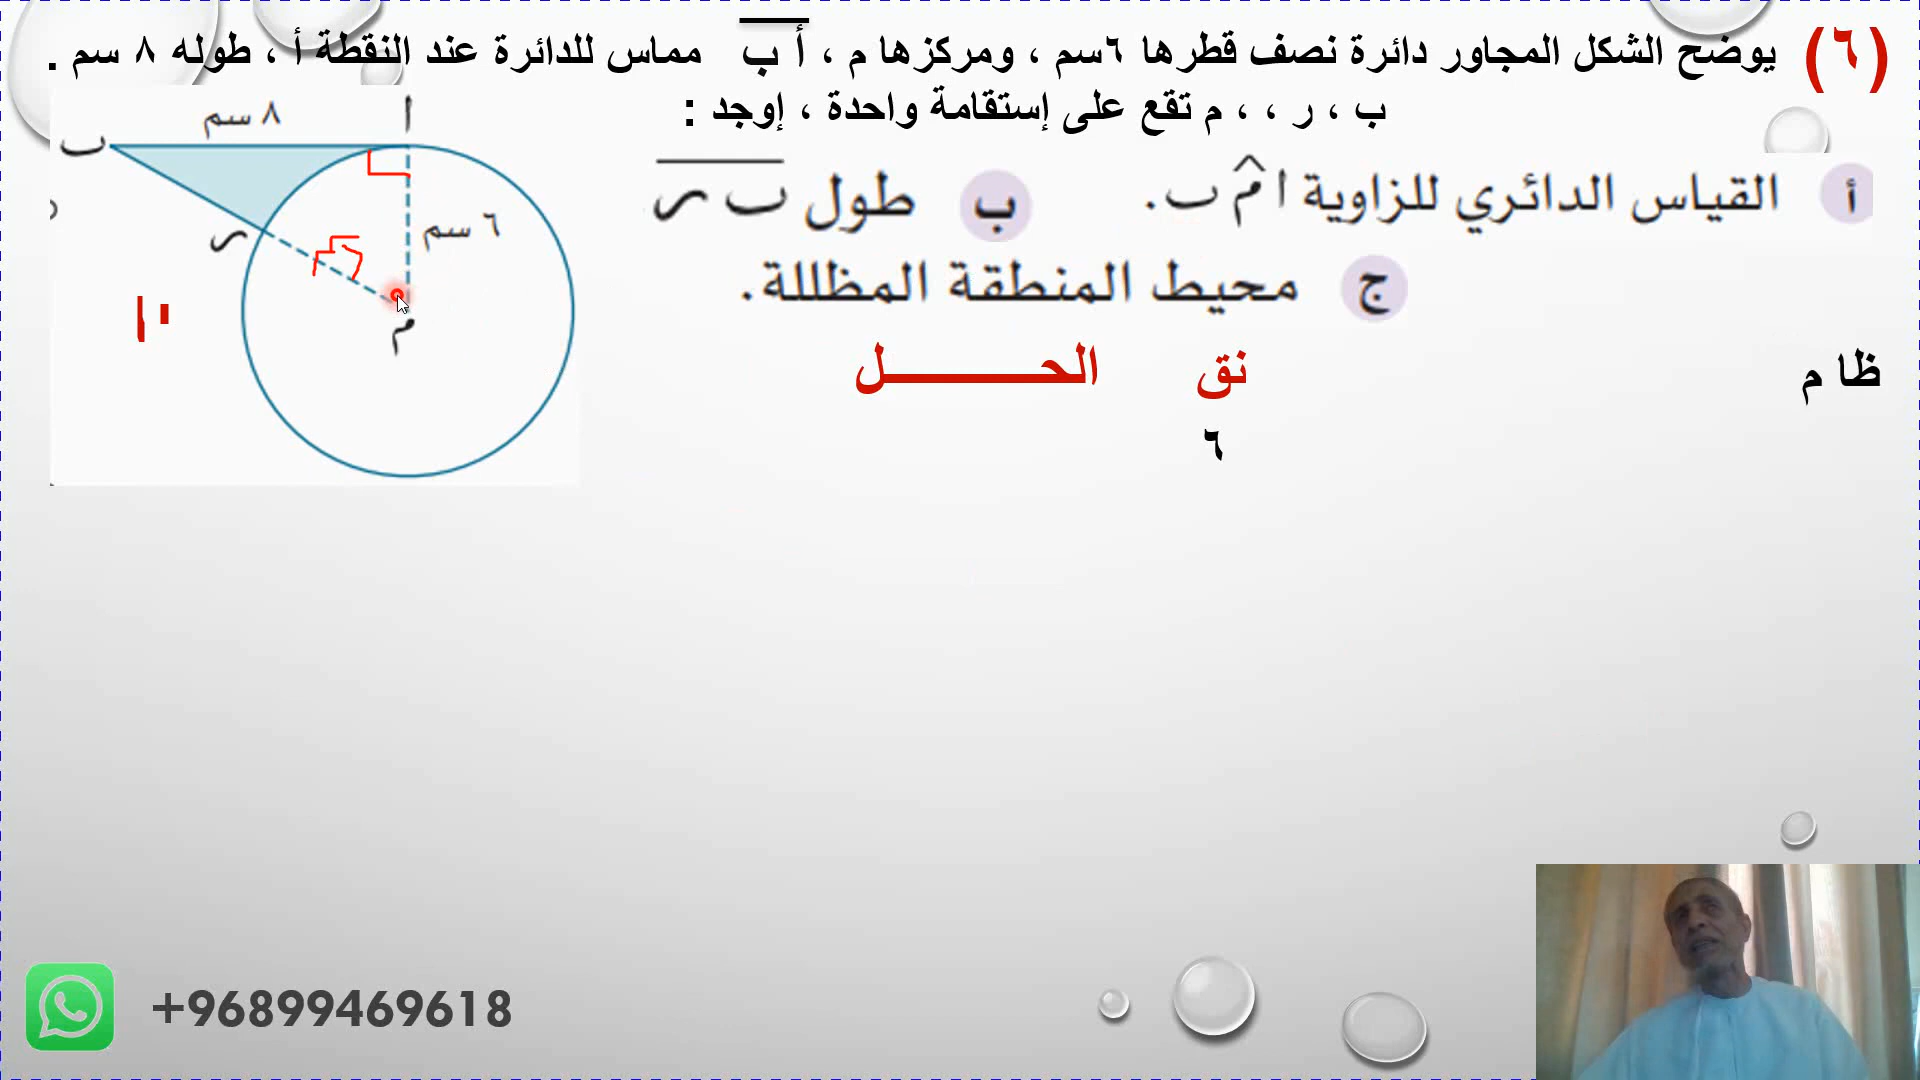 (٦) يوضح الشكل المجاور دائرة نصف قطرها ٦سم ، ومركزها م ، أ ب مماس للدائرة عند النقطة أ ، طوله ٨ سم .
ب ، ر ، ، م تقع على إستقامة واحدة ، إوجد :
أ القياس الدائري للزاوية أ م ب.
ب طول ب ر
ج محيط المنطقة المظللة.
ا
٨ سم
ب
٦ سم
ر
م
١٠
ظا م
نق
الحـــــــــل
٦
+96899469618